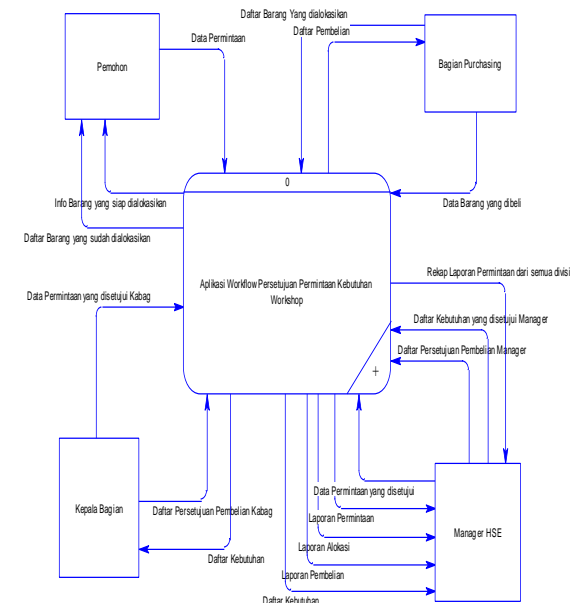 Daftar Barang Yang dialokasikan
Daftar Pembelian
Data Permintaan
Pemohon
Bagian Purchasing
0
Info Barang yang siap dialokasikan
Data Barang yang dibeli
Daftar Barang yang sudah dialokasikan
Rekap Laporan Permintaan dari semua divisi
Aplikasi Workflow Persetujuan Permintaan Kebutuhan
Workshop
Data Permintaan yang disetujui Kabag
Daftar Kebutuhan yang disetujui Manager
Daftar Persetujuan Pembelian Manager
+
Data Permintaan yang disetujui
Kepala Bagian
Daftar Persetujuan Pembelian Kabag
Laporan Permintaan
Manager HSE
Laporan Alokasi
Daftar Kebutuhan
Laporan Pembelian
Daftar Kebutuhan